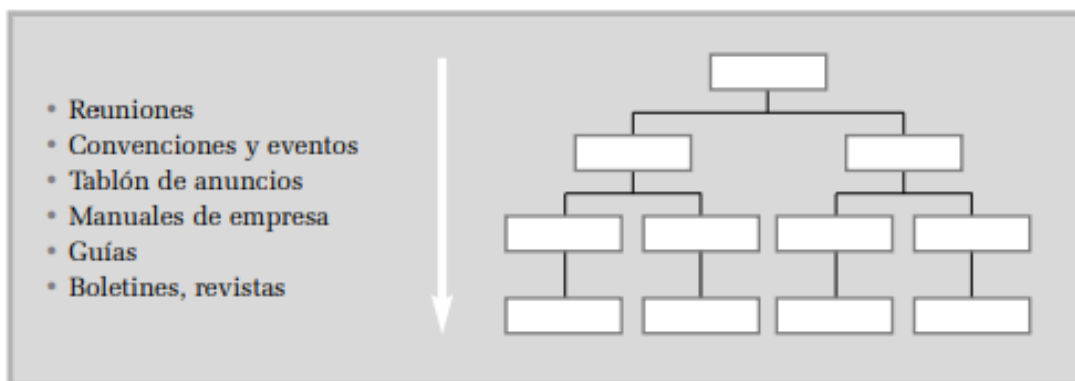 • Reuniones
• Convenciones y eventos
• Tablón de anuncios
• Manuales de empresa
• Guías
• Boletines, revistas